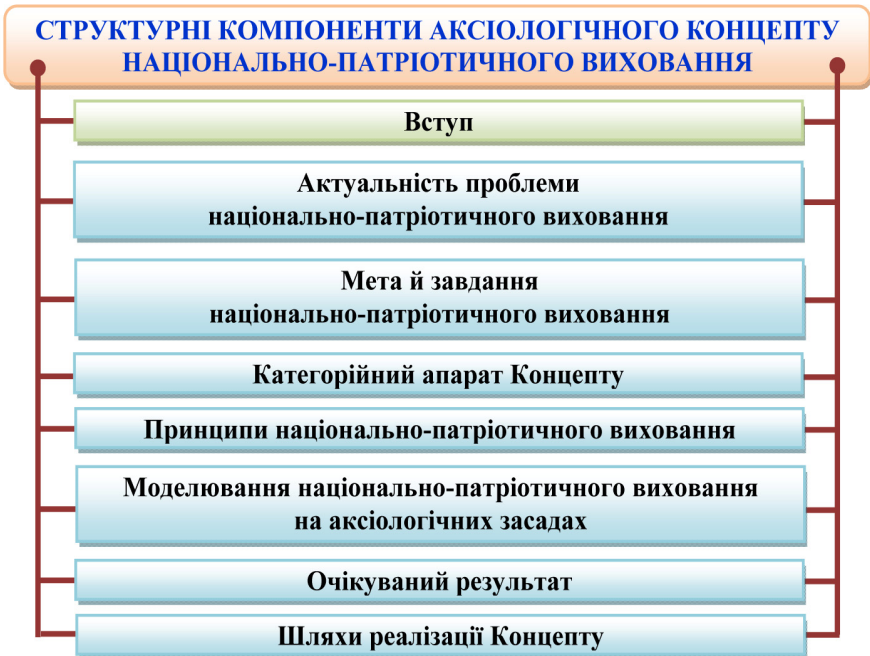 СТРУКТУРНІ КОМПОНЕНТИ АКСІОЛОГІЧНОГО КОНЦЕПТУ
НАЦІОНАЛЬНО-ПАТРІОТИЧНОГО ВИХОВАННЯ
Вступ
Актуальність проблеми
національно-патріотичного виховання
Мета й завдання
національно-патріотичного виховання
Категорійний апарат Концепту
Принципи національно-патріотичного виховання
Моделювання національно-патріотичного виховання
на аксіологічних засадах
Очікуваний результат
Шляхи реалізації Концепту